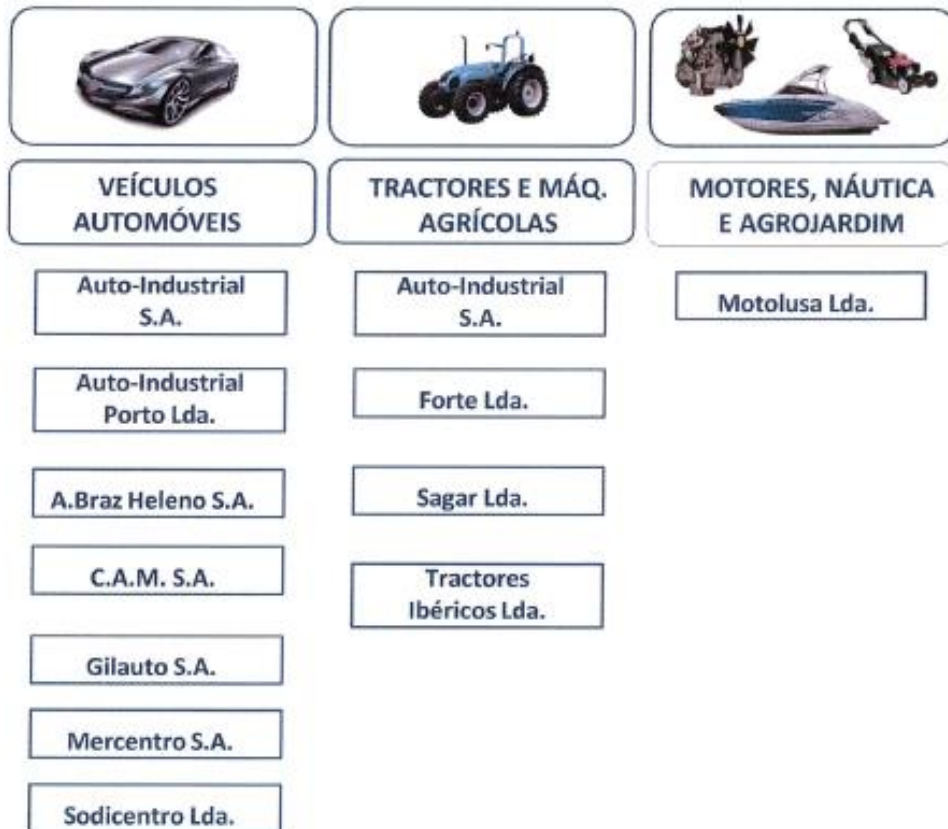 VEÍCULOS
AUTOMÓVEIS
Auto-Industrial
S.A.
Auto-Industrial
Porto Lda.
A.Braz Heleno S.A.
C.A.M. S.A.
Gilauto S.A.
Mercentro S.A.
Sodicentro Lda.
TRACTORES E MÁQ.
AGRÍCOLAS
Auto-Industrial
S.A.
Forte Lda.
Sagar Lda.
Tractores
Ibéricos Lda.
MOTORES, NÁUTICA
E AGROJARDIM
Motolusa Lda.